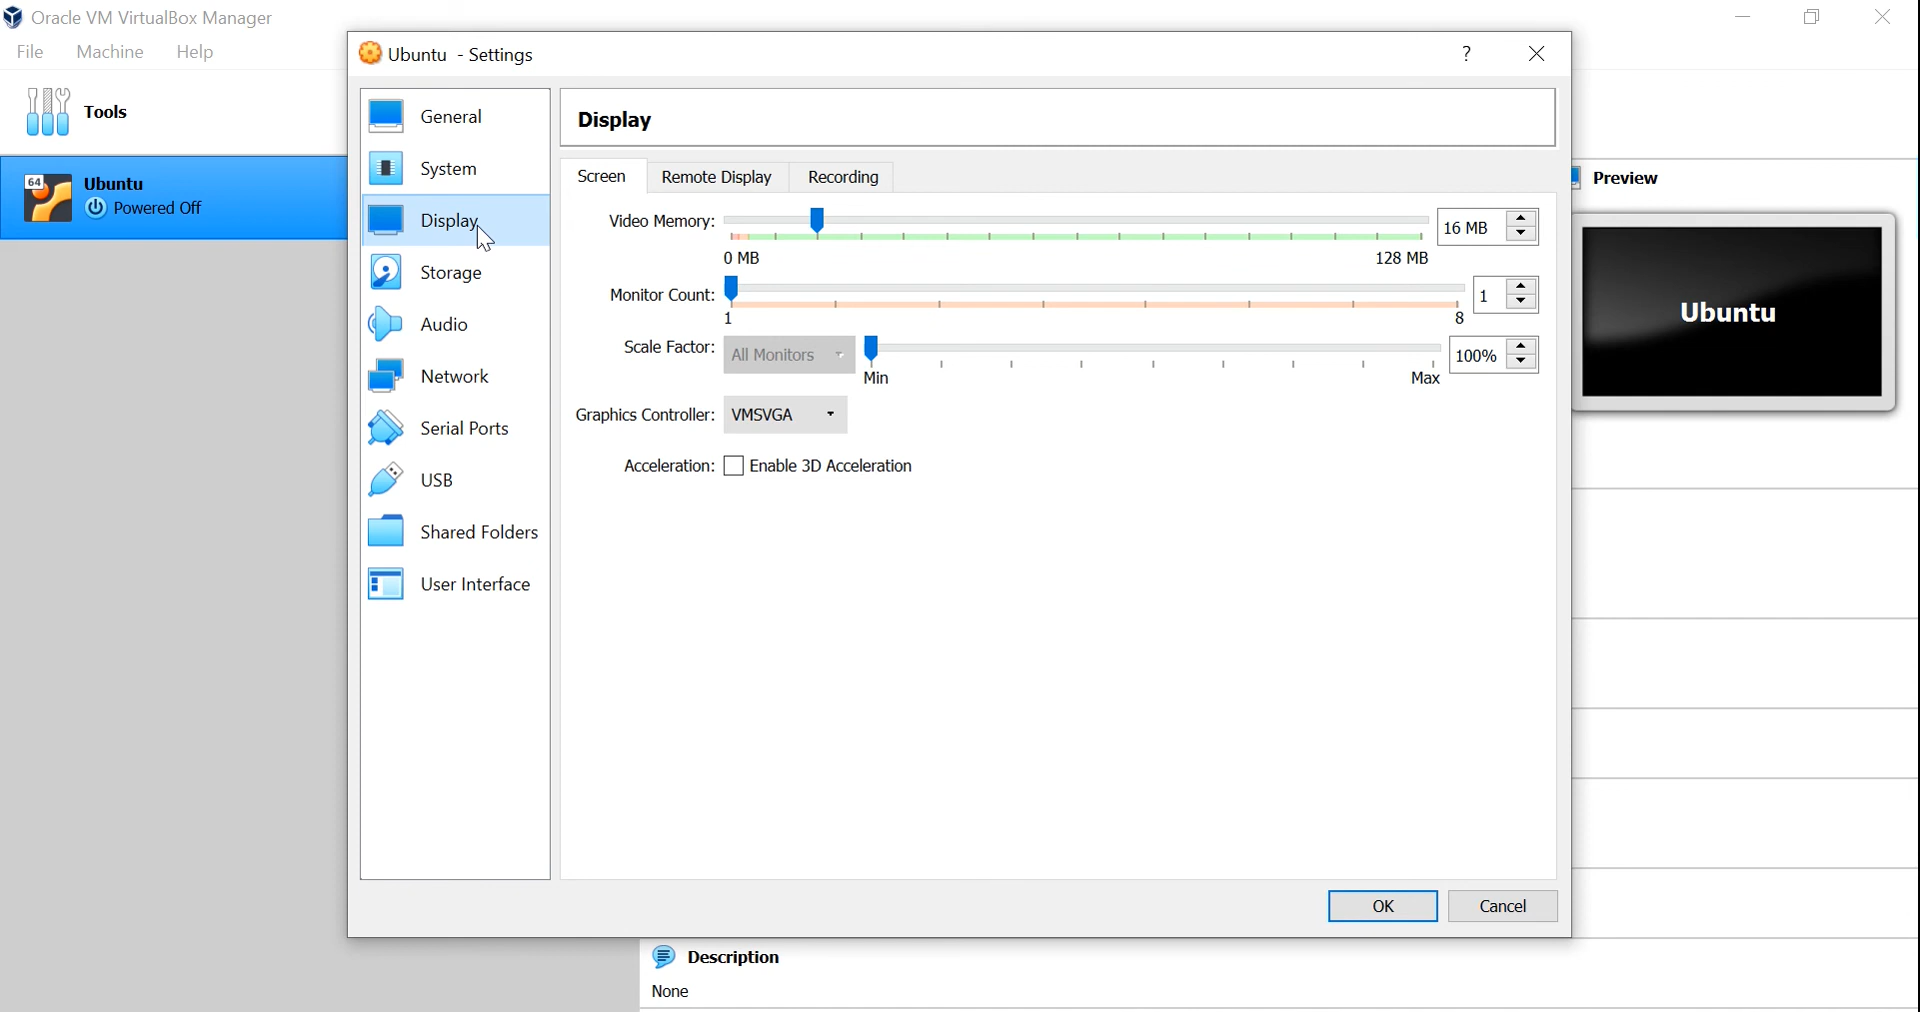 Oracle VM VirtualBox Manager
File Machine Help
Tools
64
Ubuntu
Powered Off
Ubuntu - Settings ?
General
System
Display
Storage
Audio
Network
Serial Ports
USB
Shared Folders
User Interface
Display
Screen Remote Display Recording
Video Memory: 16 MB
0 MB 128 MB
Monitor Count: 1
1 8
Scale Factor: All Monitors 100%
Min Max
Graphics Controller: VMSVGA
Acceleration: Enable 3D Acceleration
OK Cancel
Preview
Ubuntu
Description
None